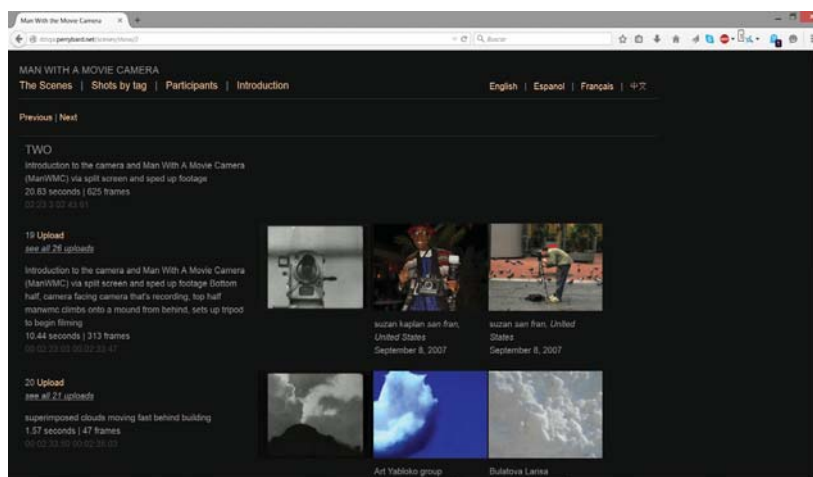 Man With the Movie Camera
Buscar
MAN WITH A MOVIE CAMERA
The Scenes | Shots by tag | Participants | Introduction
English | Espanol | Français | 中文
Previous | Next
TWO
Introduction to the camera and Man With A Movie Camera
(ManWMC) via split screen and sped up footage
20.83 seconds | 625 frames
19 Upload
see all 26 uploads
Introduction to the camera and Man With A Movie Camera
(ManWMC) via split screen and sped up footage Bottom
half, camera facing camera that's recording, top half
manwmc climbs onto a mound from behind, sets up tripod
to begin filming
10.44 seconds | 313 frames
suzan kaplan san fran,
United States
September 8, 2007
suzan san fran, United
States
September 8, 2007
20 Upload
see all 21 uploads
superimposed clouds moving fast behind building
1.57 seconds | 47 frames
Art Yabloko group
Bulatova Larisa